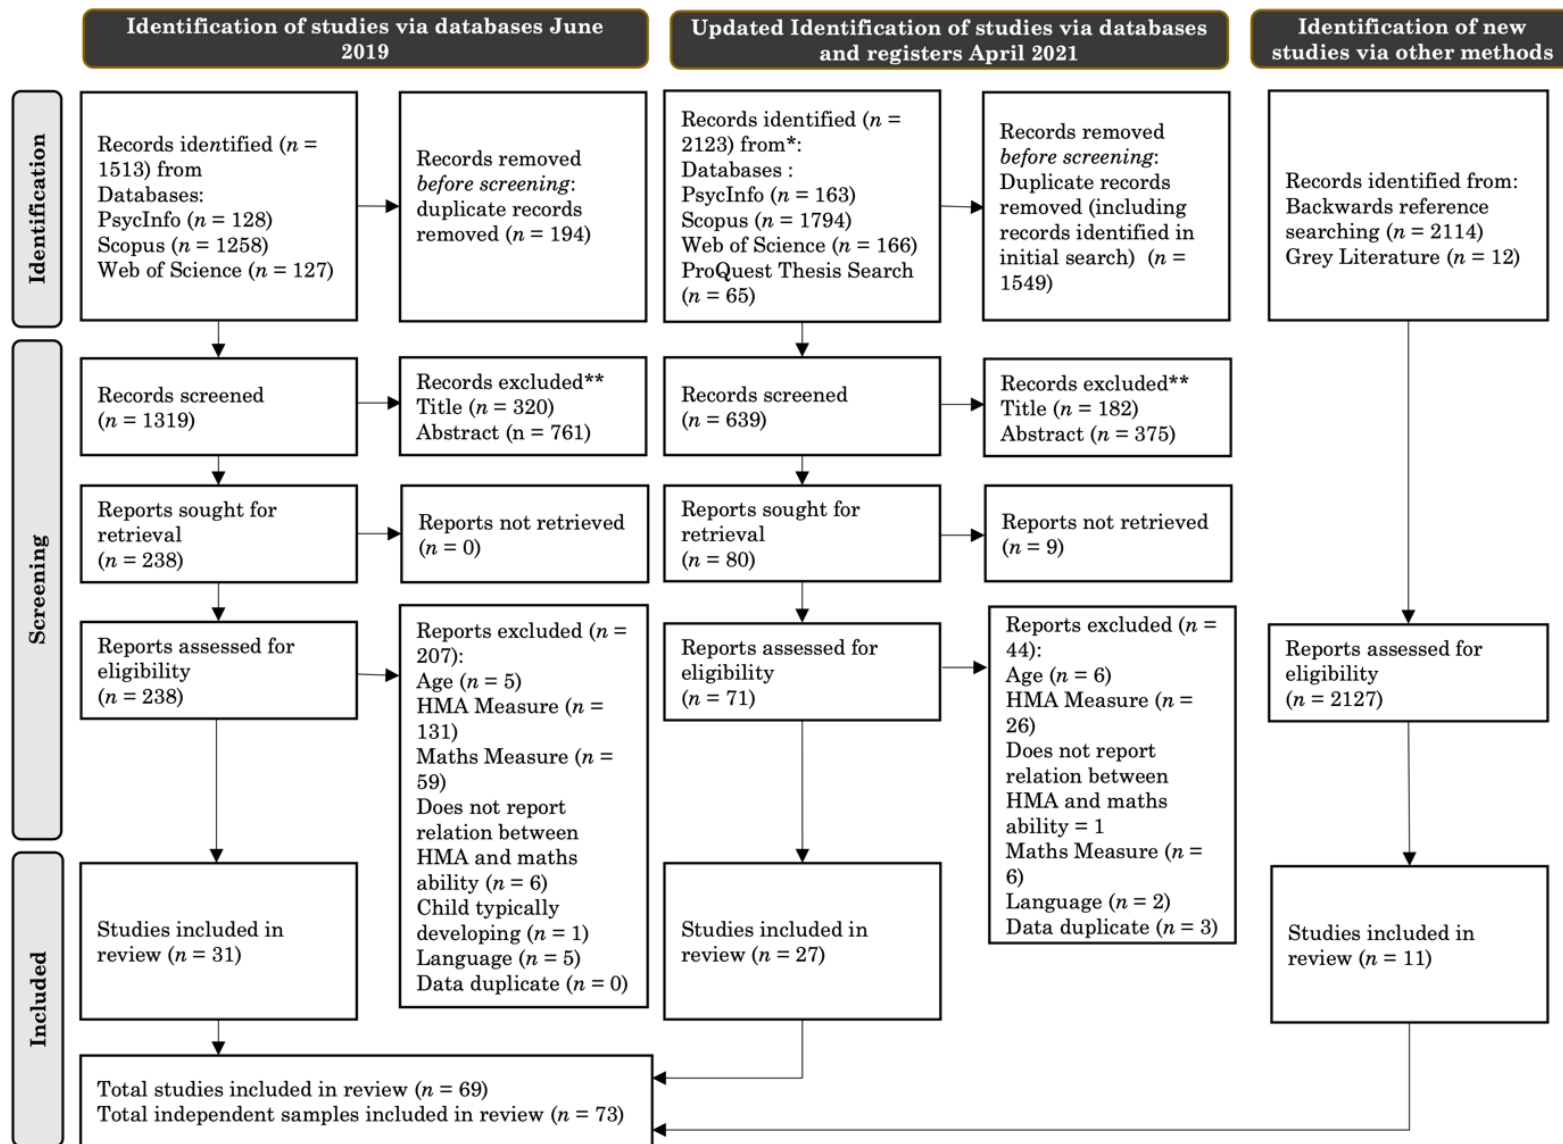 Identification of studies via databases June
2019
Updated Identification of studies via databases
and registers April 2021
Identification of new
studies via other methods
Identification
Records identified (n =
1513) from
Databases:
PsycInfo (n = 128)
Scopus (n = 1258)
Web of Science (n = 127)
Records removed
before screening:
duplicate records
removed (n = 194)
Records identified (n =
2123) from*:
Databases :
PsycInfo (n = 163)
Scopus (n = 1794)
Web of Science (n = 166)
ProQuest Thesis Search
(n = 65)
Records removed
before screening:
Duplicate records
removed (including
records identified in
initial search) (n =
1549)
Records identified from:
Backwards reference
searching (n = 2114)
Grey Literature (n = 12)
Screening
Records screened
(n = 1319)
Records excluded**
Title (n = 320)
Abstract (n = 761)
Records screened
(n = 639)
Records excluded**
Title (n = 182)
Abstract (n = 375)
Reports sought for
retrieval
(n = 238)
Reports not retrieved
(n = 0)
Reports sought for
retrieval
(n = 80)
Reports not retrieved
(n = 9)
Reports assessed for
eligibility
(n = 238)
Reports excluded (n =
207):
Age (n = 5)
HMA Measure (n =
131)
Maths Measure (n =
59)
Does not report
relation between
HMA and maths
ability (n = 6)
Child typically
developing (n = 1)
Language (n = 5)
Data duplicate (n = 0)
Reports assessed for
eligibility
(n = 71)
Reports excluded (n =
44):
Age (n = 6)
HMA Measure (n =
26)
Does not report
relation between
HMA and maths
ability = 1
Maths Measure (n =
6)
Language (n = 2)
Data duplicate (n = 3)
Reports assessed for
eligibility
(n = 2127)
Included
Studies included in
review (n = 31)
Studies included in
review (n = 27)
Studies included in
review (n = 11)
Total studies included in review (n = 69)
Total independent samples included in review (n = 73)